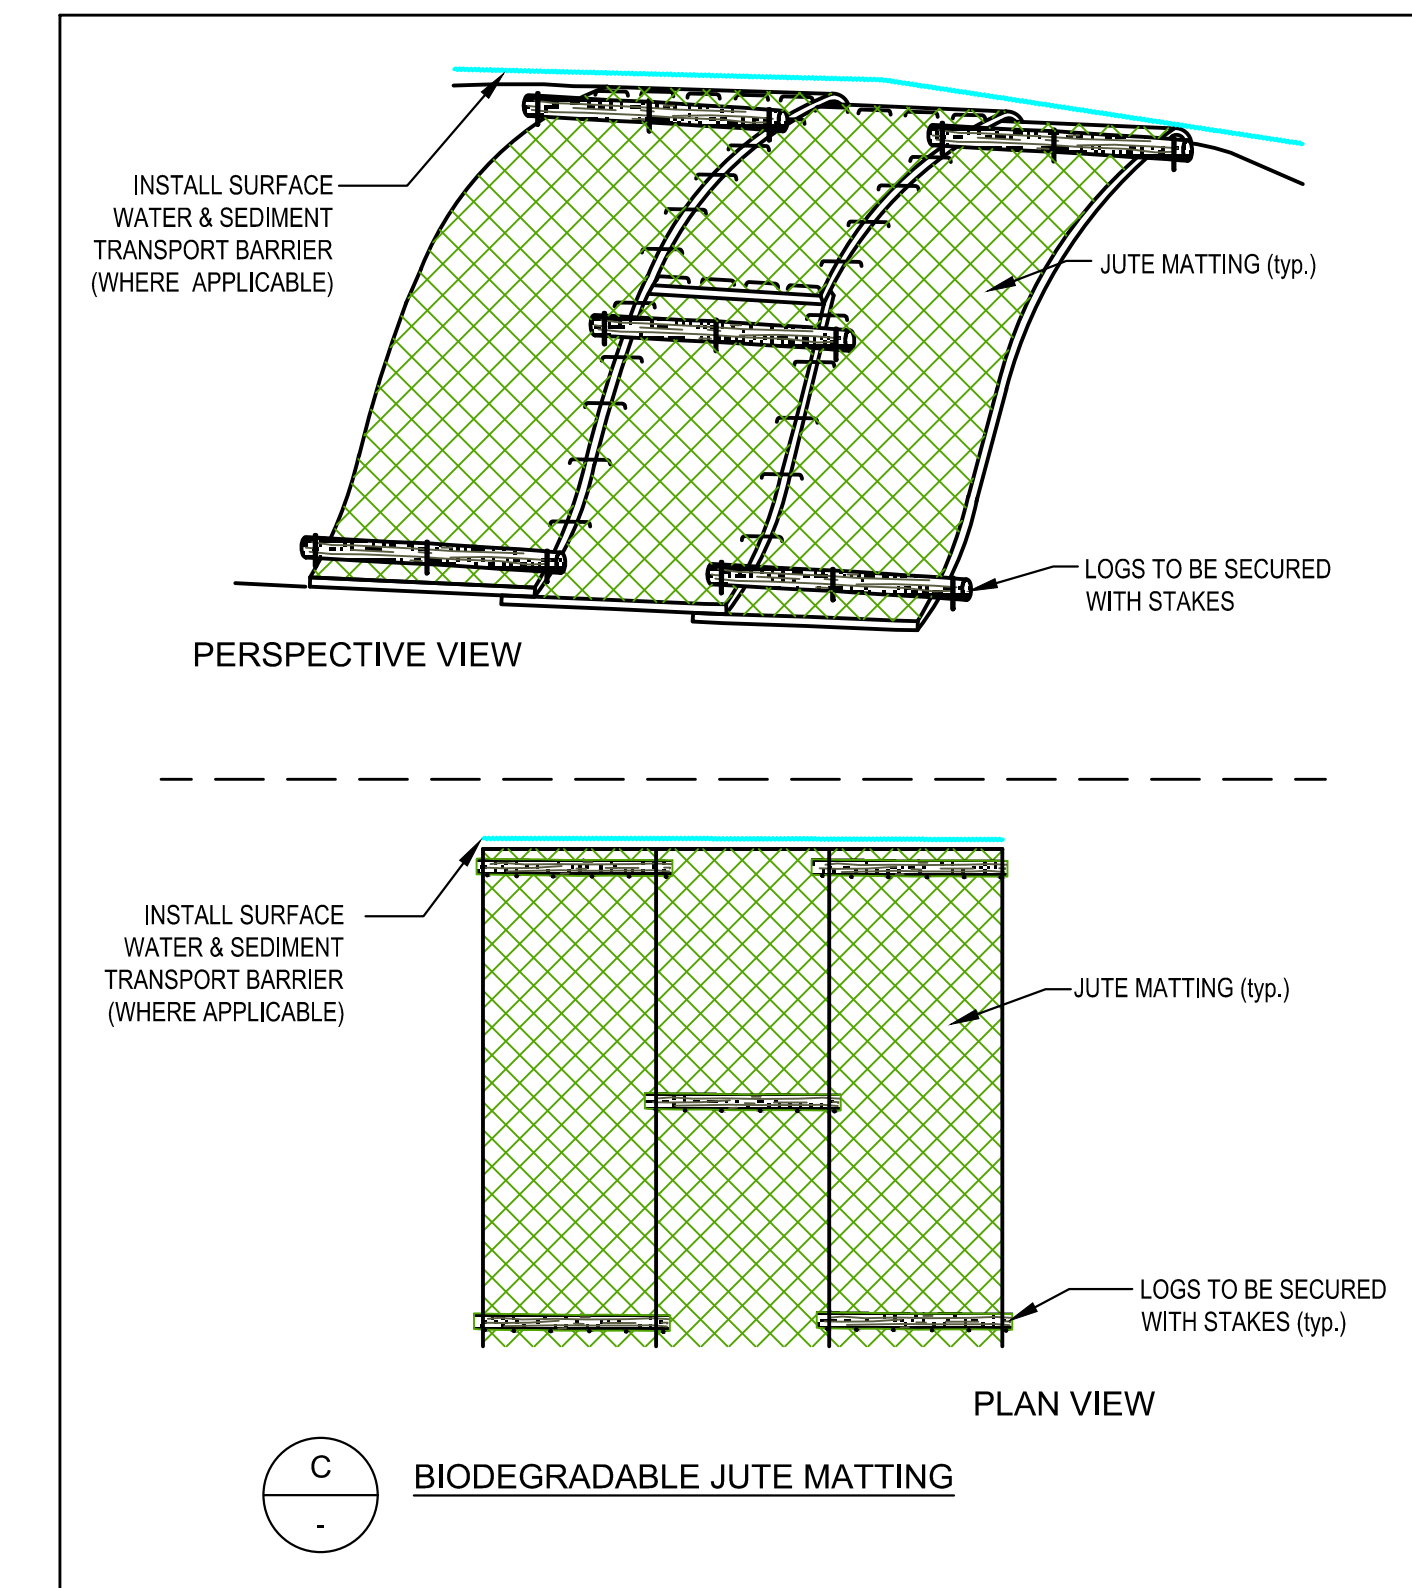 INSTALL SURFACE
WATER & SEDIMENT
TRANSPORT BARRIER
(WHERE APPLICABLE)
JUTE MATTING (typ.)
LOGS TO BE SECURED
WITH STAKES
PERSPECTIVE VIEW
INSTALL SURFACE
WATER & SEDIMENT
TRANSPORT BARRIER
(WHERE APPLICABLE)
JUTE MATTING (typ.)
LOGS TO BE SECURED
WITH STAKES (typ.)
PLAN VIEW
C
-
BIODEGRADABLE JUTE MATTING